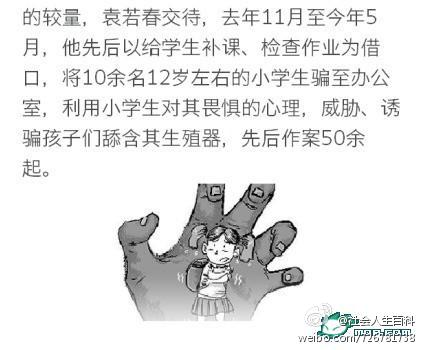 的较量，袁若春交待，去年11月至今年5
月，他先后以给学生补课、检查作业为借
口，将10余名12岁左右的小学生骗至办公
室，利用小学生对其畏惧的心理，威胁、诱
骗孩子们舔含其生殖器，先后作案50余
起。
@社会人生百科
weibo.com/726781738